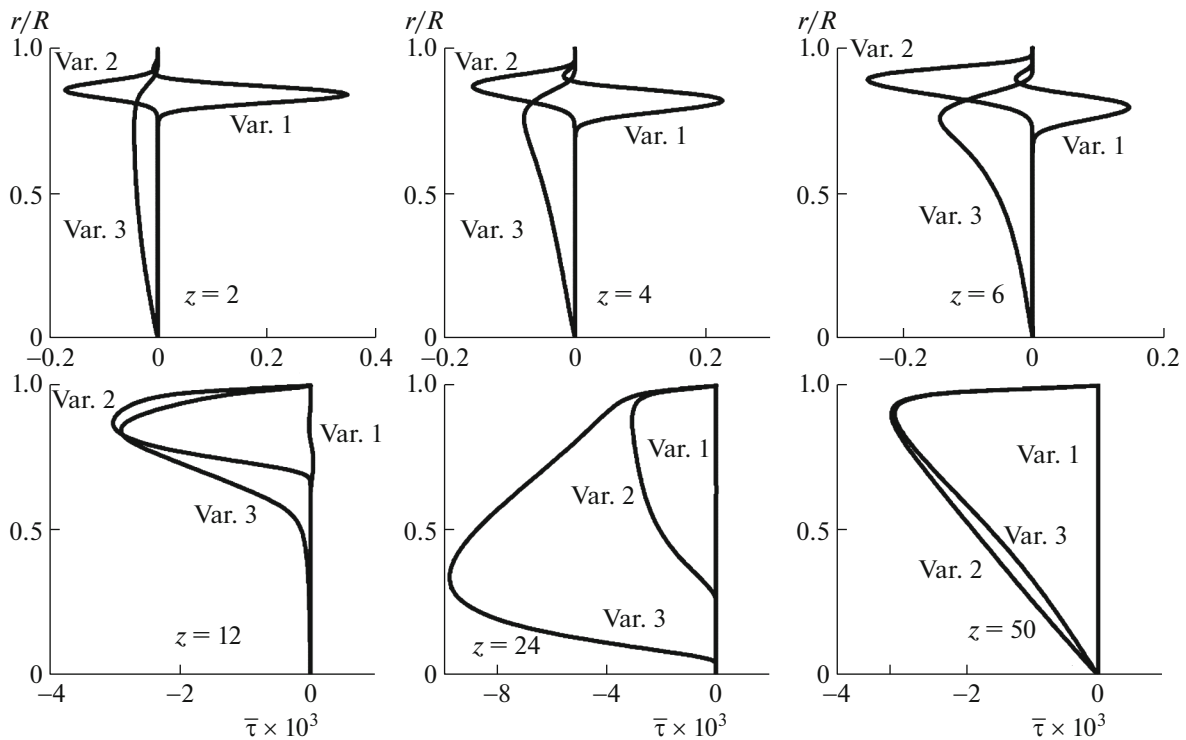 r/R
1.0
Var. 2
Var. 1
0.5
Var. 3
z = 2
0
−0.2 0 0.2 0.4
r/R
1.0
Var. 2
Var. 1
0.5
Var. 3
z = 4
0
−0.2 0 0.2
r/R
1.0
Var. 2
Var. 1
0.5
Var. 3
z = 6
0
−0.2 0 0.2
1.0
Var. 2
Var. 1
0.5
Var. 3
z = 12
0
−4 −2 0
τ̅ × 10³
1.0
Var. 1
Var. 2
0.5
Var. 3
z = 24
0
−8 −4 0
τ̅ × 10³
1.0
Var. 1
0.5
Var. 3
Var. 2
z = 50
0
−4 −2 0
τ̅ × 10³